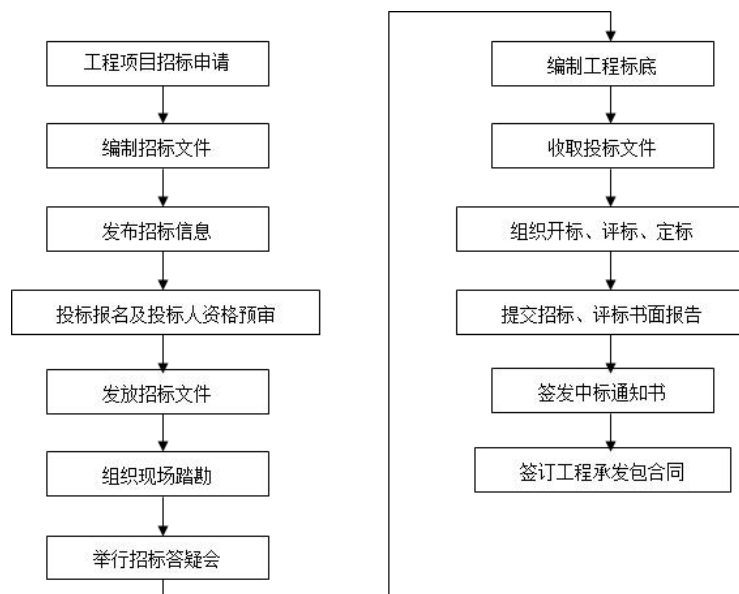 工程项目招标申请
编制招标文件
发布招标信息
投标报名及投标人资格预审
发放招标文件
组织现场踏勘
举行招标答疑会
编制工程标底
收取投标文件
组织开标、评标、定标
提交招标、评标书面报告
签发中标通知书
签订工程承发包合同